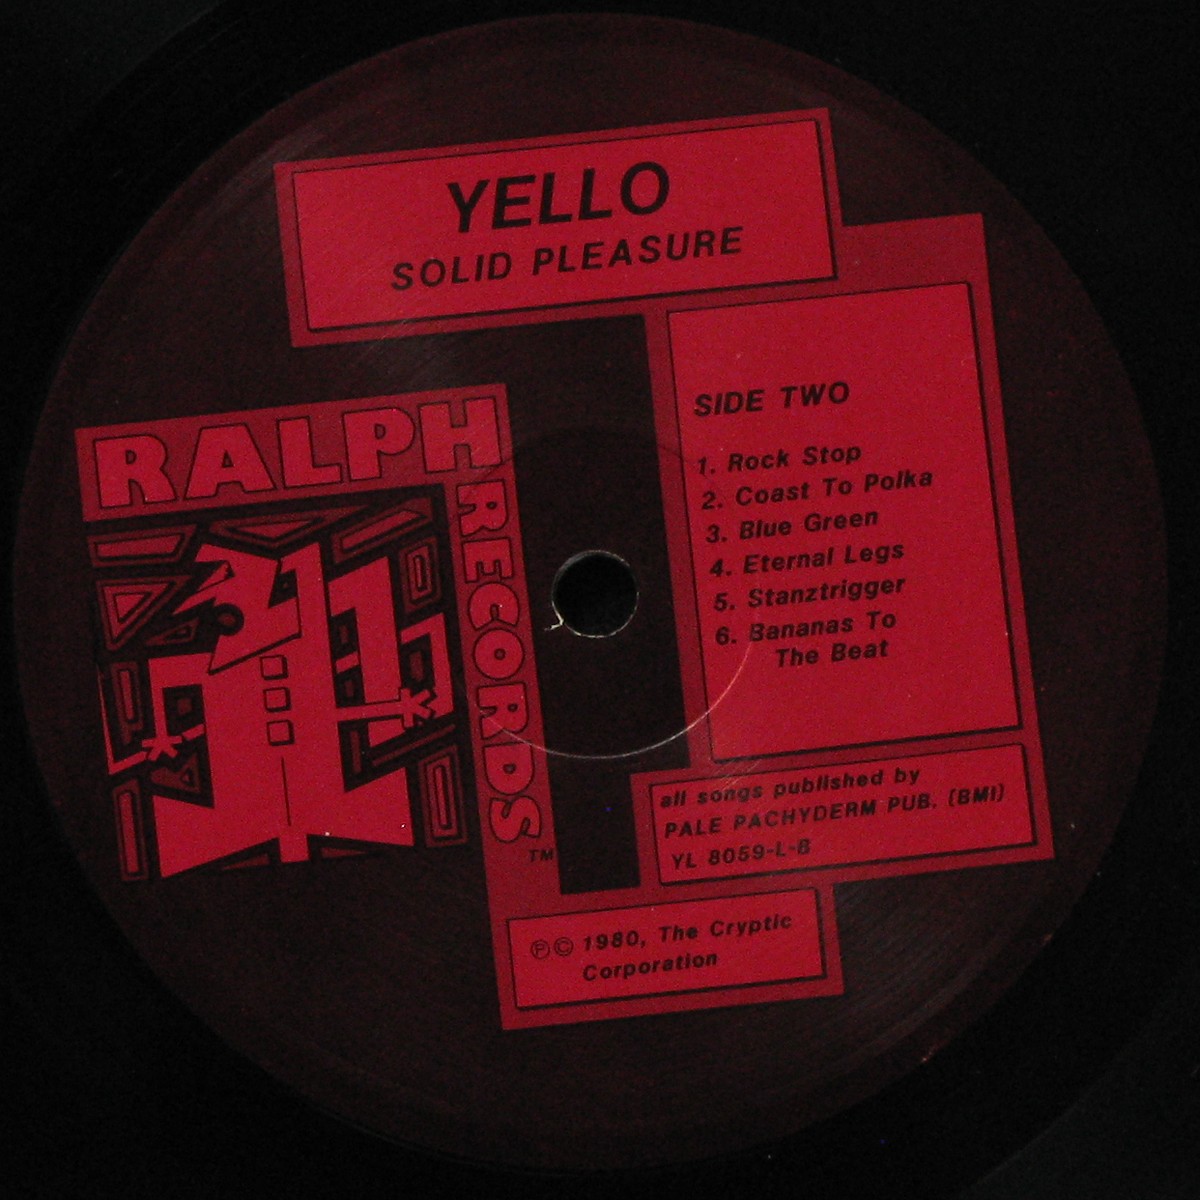 YELLO
SOLID PLEASURE
RALPH
RECORDS™
SIDE TWO
1. Rock Stop
2. Coast To Polka
3. Blue Green
4. Eternal Legs
5. Stanztrigger
6. Bananas To
The Beat
all songs published by
PALE PACHYDERM PUB. (BMI)
YL 8059-L-B
℗© 1980, The Cryptic
Corporation